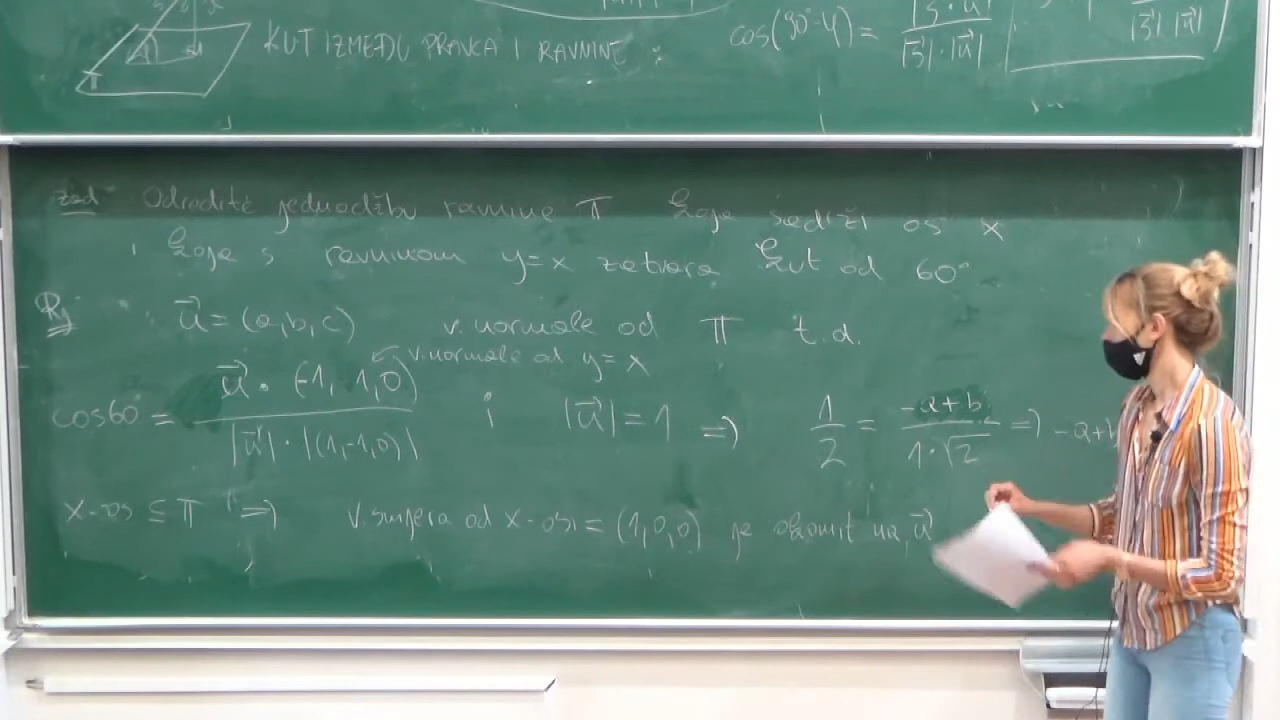 KUT IZMEĐU PRAVCA I RAVNINE :
cos(90°-φ) = |s⃗ · u⃗| / |s⃗|·|u⃗|
|s⃗| |u⃗|
zad Odredite jednadžbu ravnine π koja sadrži os x
i koja s ravninom y=x zatvara kut od 60°
Rj u⃗ = (a,b,c) v.normale od π t.d.
v.normale od y=x
cos60° = u⃗ · (-1, 1,0) / |u⃗| · |(1,-1,0)| i |u⃗| = 1 ⇒ 1/2 = -a+b / 1·√2 ⇒ -a+b
x-os ⊆ π ⇒ v.smjera od x-osi = (1,0,0) je okomit na u⃗